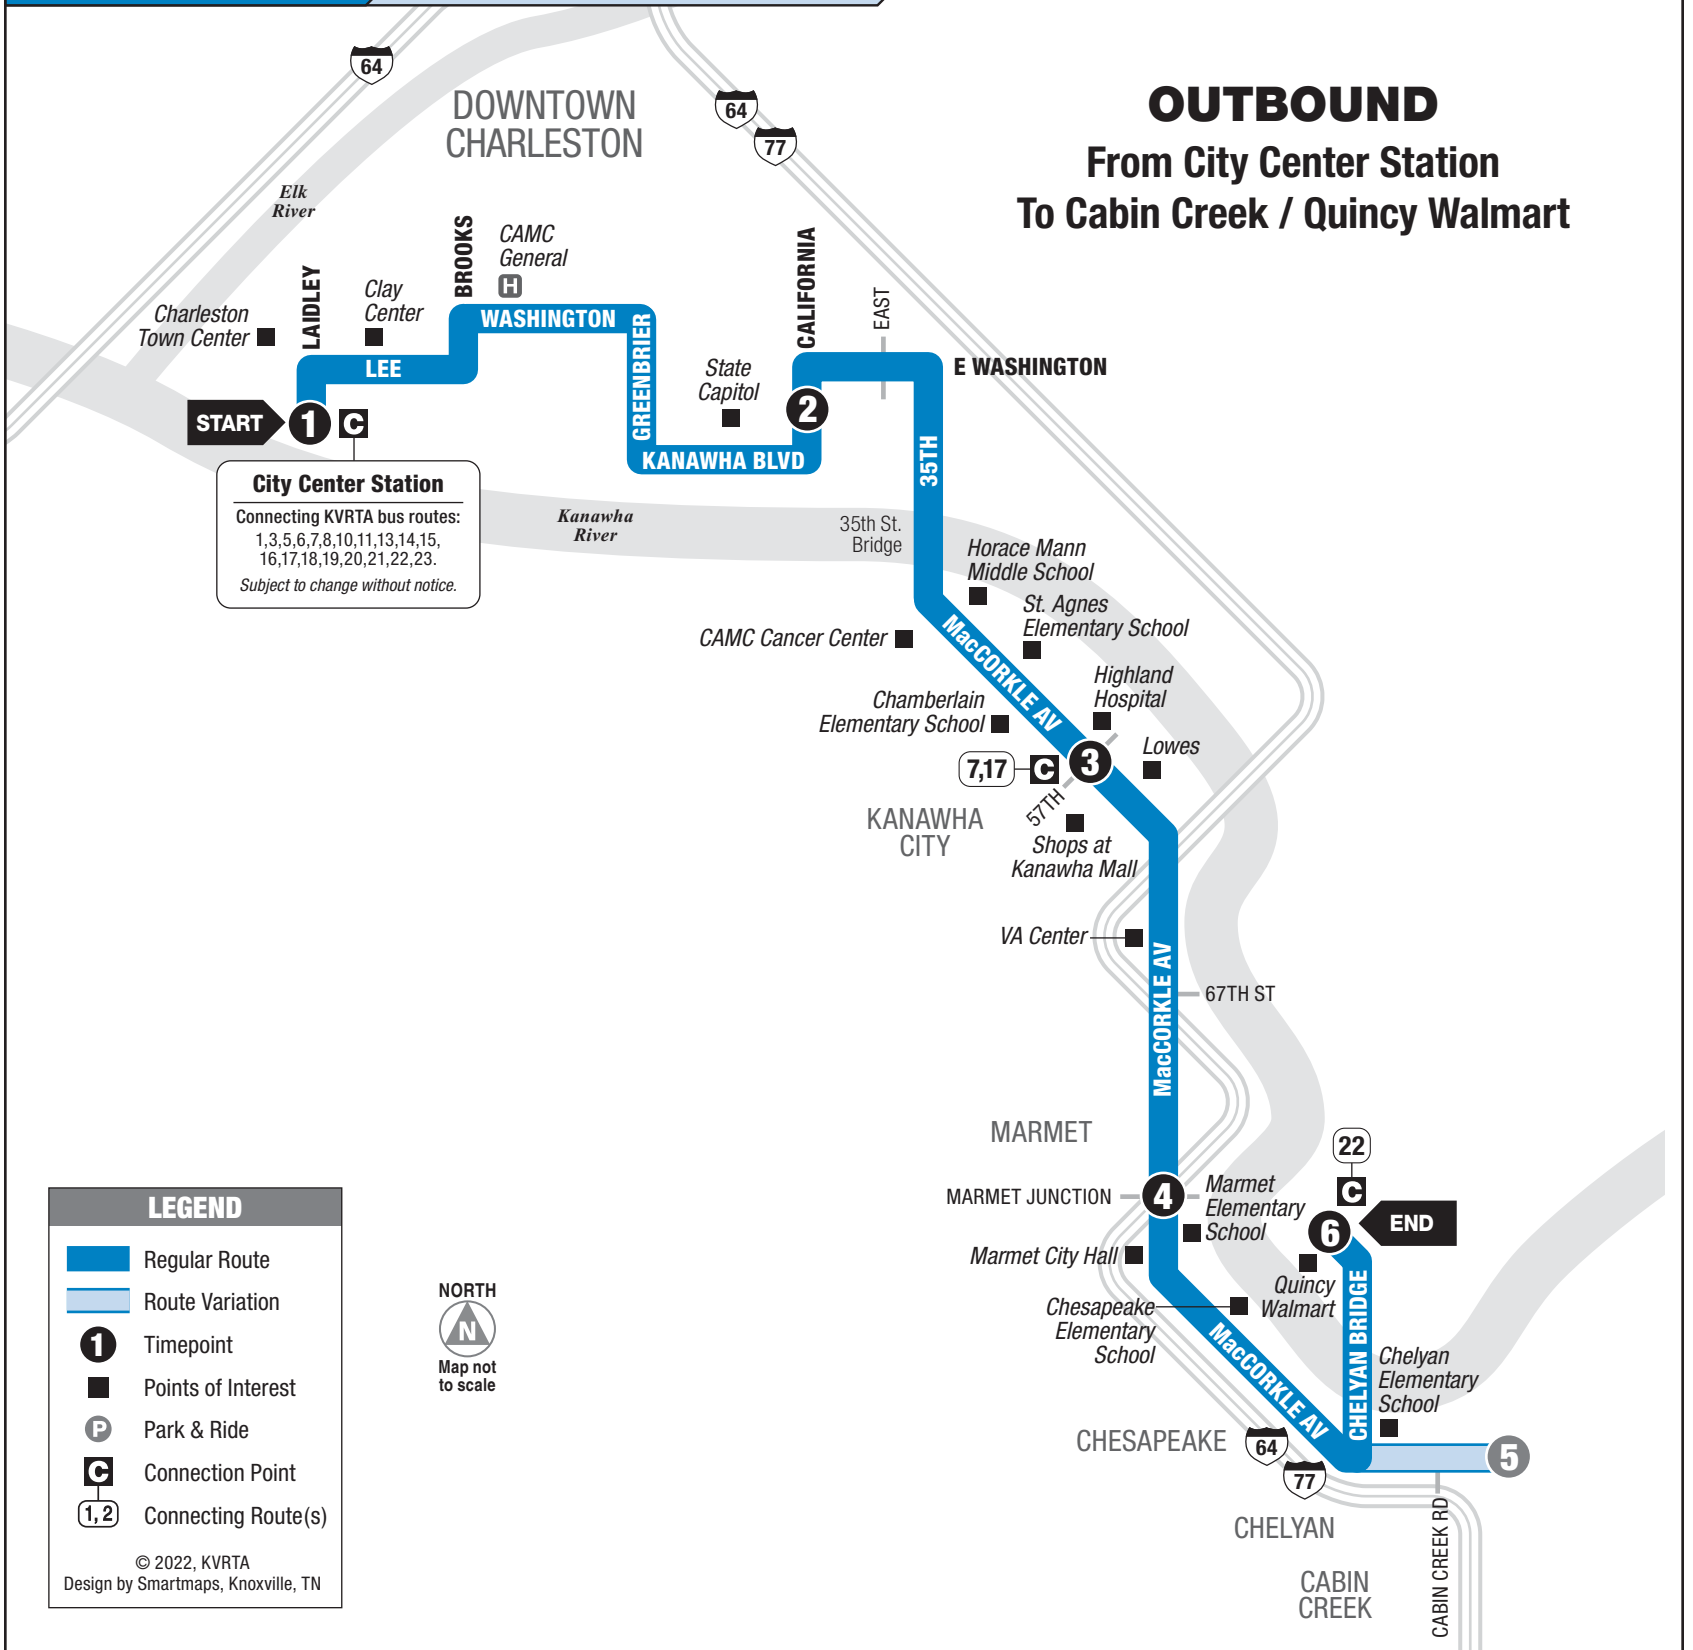 OUTBOUND
From City Center Station
To Cabin Creek / Quincy Walmart
64
DOWNTOWN
CHARLESTON
64
77
Elk
River
LAIDLEY
BROOKS
CAMC
General
H
CALIFORNIA
EAST
Charleston
Town Center
Clay
Center
WASHINGTON
LEE
GREENBRIER
State
Capitol
E WASHINGTON
START
1
C
2
KANAWHA BLVD
35TH
City Center Station
Connecting KVRTA bus routes:
1,3,5,6,7,8,10,11,13,14,15,
16,17,18,19,20,21,22,23.
Subject to change without notice.
Kanawha
River
35th St.
Bridge
Horace Mann
Middle School
St. Agnes
Elementary School
CAMC Cancer Center
MacCORKLE AV
Highland
Hospital
Chamberlain
Elementary School
7,17
C
3
Lowes
57TH
KANAWHA
CITY
Shops at
Kanawha Mall
VA Center
MacCORKLE AV
67TH ST
MARMET
MARMET JUNCTION
4
Marmet
Elementary
School
22
C
6
END
Marmet City Hall
Quincy
Walmart
Chesapeake
Elementary
School
MacCORKLE AV
CHELYAN BRIDGE
Chelyan
Elementary
School
CHESAPEAKE
64
77
5
CHELYAN
CABIN
CREEK
CABIN CREEK RD
LEGEND
Regular Route
Route Variation
1
Timepoint
Points of Interest
P
Park & Ride
C
Connection Point
1, 2
Connecting Route(s)
© 2022, KVRTA
Design by Smartmaps, Knoxville, TN
NORTH
N
Map not
to scale